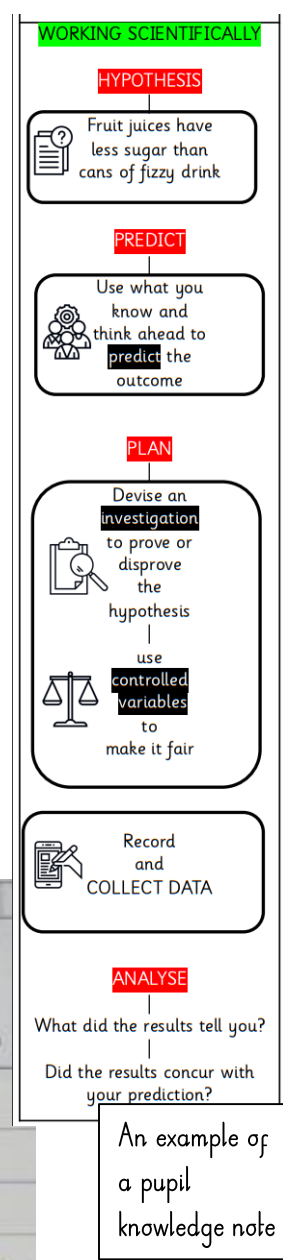 WORKING SCIENTIFICALLY
HYPOTHESIS
?
Fruit juices have
less sugar than
cans of fizzy drink
PREDICT
Use what you
know and
think ahead to
predict the
outcome
PLAN
Devise an
investigation
to prove or
disprove
the
hypothesis
use
controlled
variables
to
make it fair
Record
and
COLLECT DATA
ANALYSE
What did the results tell you?
Did the results concur with
your prediction?
An example of
a pupil
knowledge note